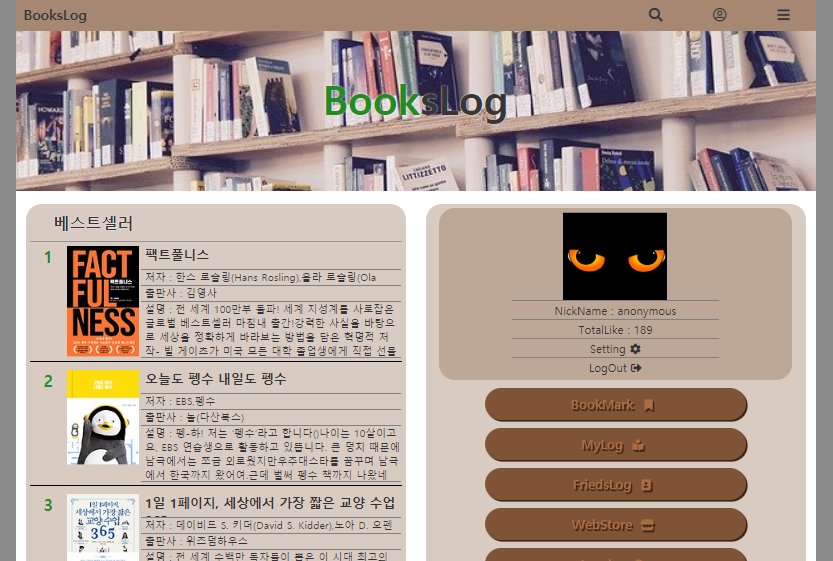 BooksLog
BooksLog
베스트셀러
1
FACT
FUL
NESS
팩트풀니스
팩트풀니스
저자 : 한스 로슬링(Hans Rosling),올라 로슬링(Ola
출판사 : 김영사
설명 : 전 세계 100만부 돌파! 세계 지성계를 사로잡은
글로벌 베스트셀러 마침내 출간!강력한 사실을 바탕으
로 세상을 정확하게 바라보는 방법을 담은 혁명적 저
작- 빌 게이츠가 미국 모든 대학 졸업생에게 직접 선물
2
오늘도 펭수 내일도 펭수
저자 : EBS,펭수
출판사 : 놀(다산북스)
설명 : 펭-하! 저는 '펭수'라고 합니다()나이는 10살이고
요, EBS 연습생으로 활동하고 있뜹니다. 큰 덩치 때문에
남극에서는 쪼금 외로웠지만우주대스타를 꿈꾸며 남극
에서 한국까지 왔어여.근데 벌써 펭수 책까지 나왔네
3
1일 1페이지,
세상에서 가장 짧은
교양 수업
365
1일 1페이지, 세상에서 가장 짧은 교양 수업
저자 : 데이비드 S. 키더(David S. Kidder),노아 D. 오펜
출판사 : 위즈덤하우스
설명 : 전 세계 수백만 독자들이 뽑은 이 시대 최고의
NickName : anonymous
TotalLike : 189
Setting
LogOut
BookMark
MyLog
FriedsLog
WebStore
LITTIZZETTO